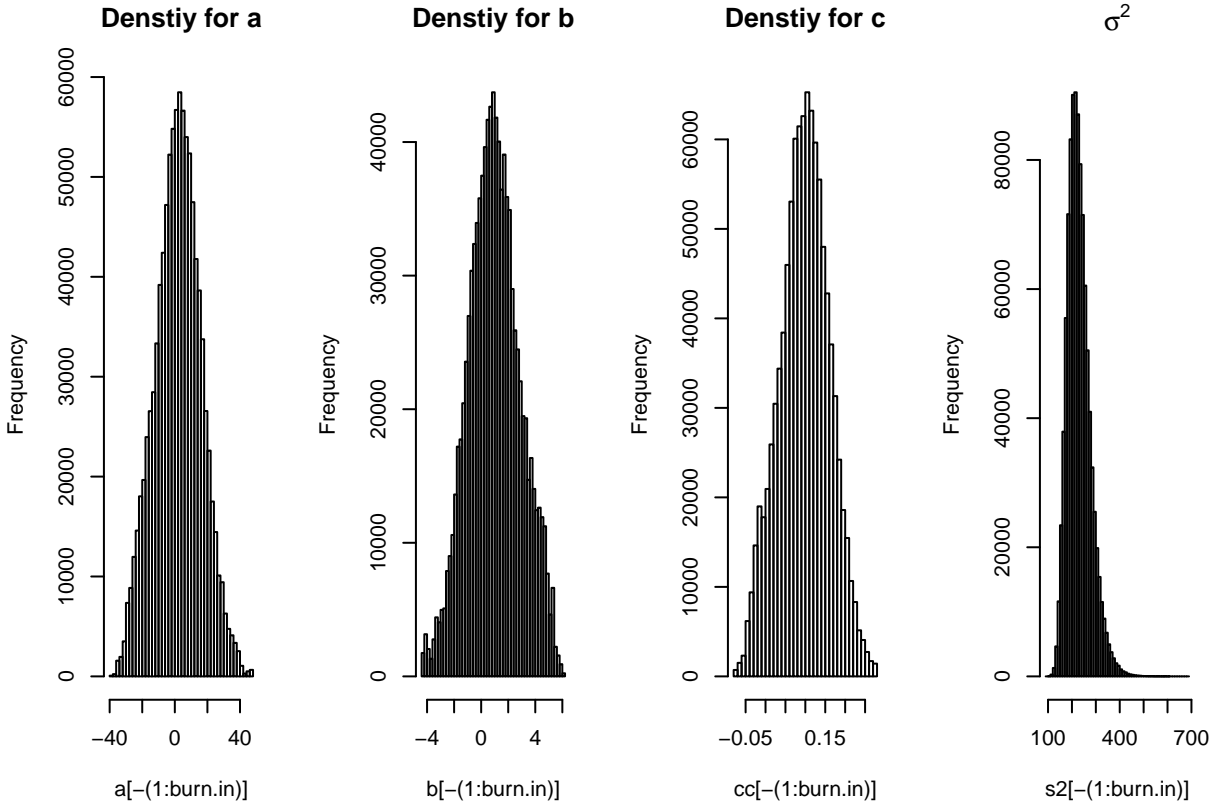 Denstiy for a
Frequency
60000
50000
40000
30000
20000
10000
0
−40 0 40
a[−(1:burn.in)]
Denstiy for b
Frequency
40000
30000
20000
10000
0
−4 0 4
b[−(1:burn.in)]
Denstiy for c
Frequency
60000
50000
40000
30000
20000
10000
0
−0.05 0.15
cc[−(1:burn.in)]
σ²
Frequency
80000
60000
40000
20000
0
100 400 700
s2[−(1:burn.in)]